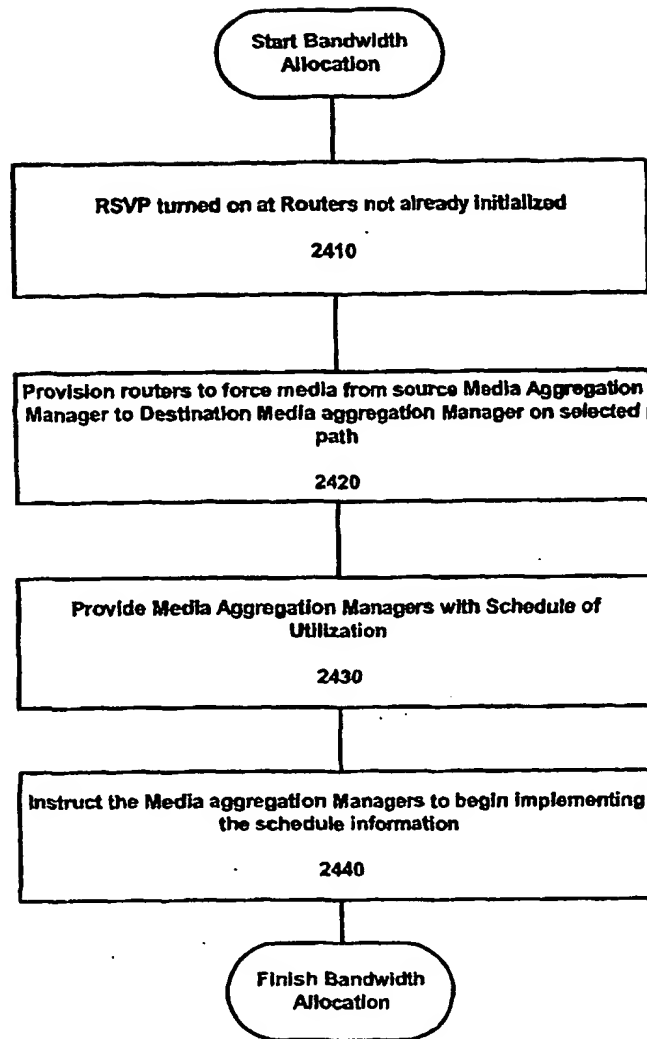 Start Bandwidth
Allocation
RSVP turned on at Routers not already initialized
2410
Provision routers to force media from source Media Aggregation
Manager to Destination Media aggregation Manager on selected
path
2420
Provide Media Aggregation Managers with Schedule of
Utilization
2430
Instruct the Media aggregation Managers to begin implementing
the schedule information
2440
Finish Bandwidth
Allocation